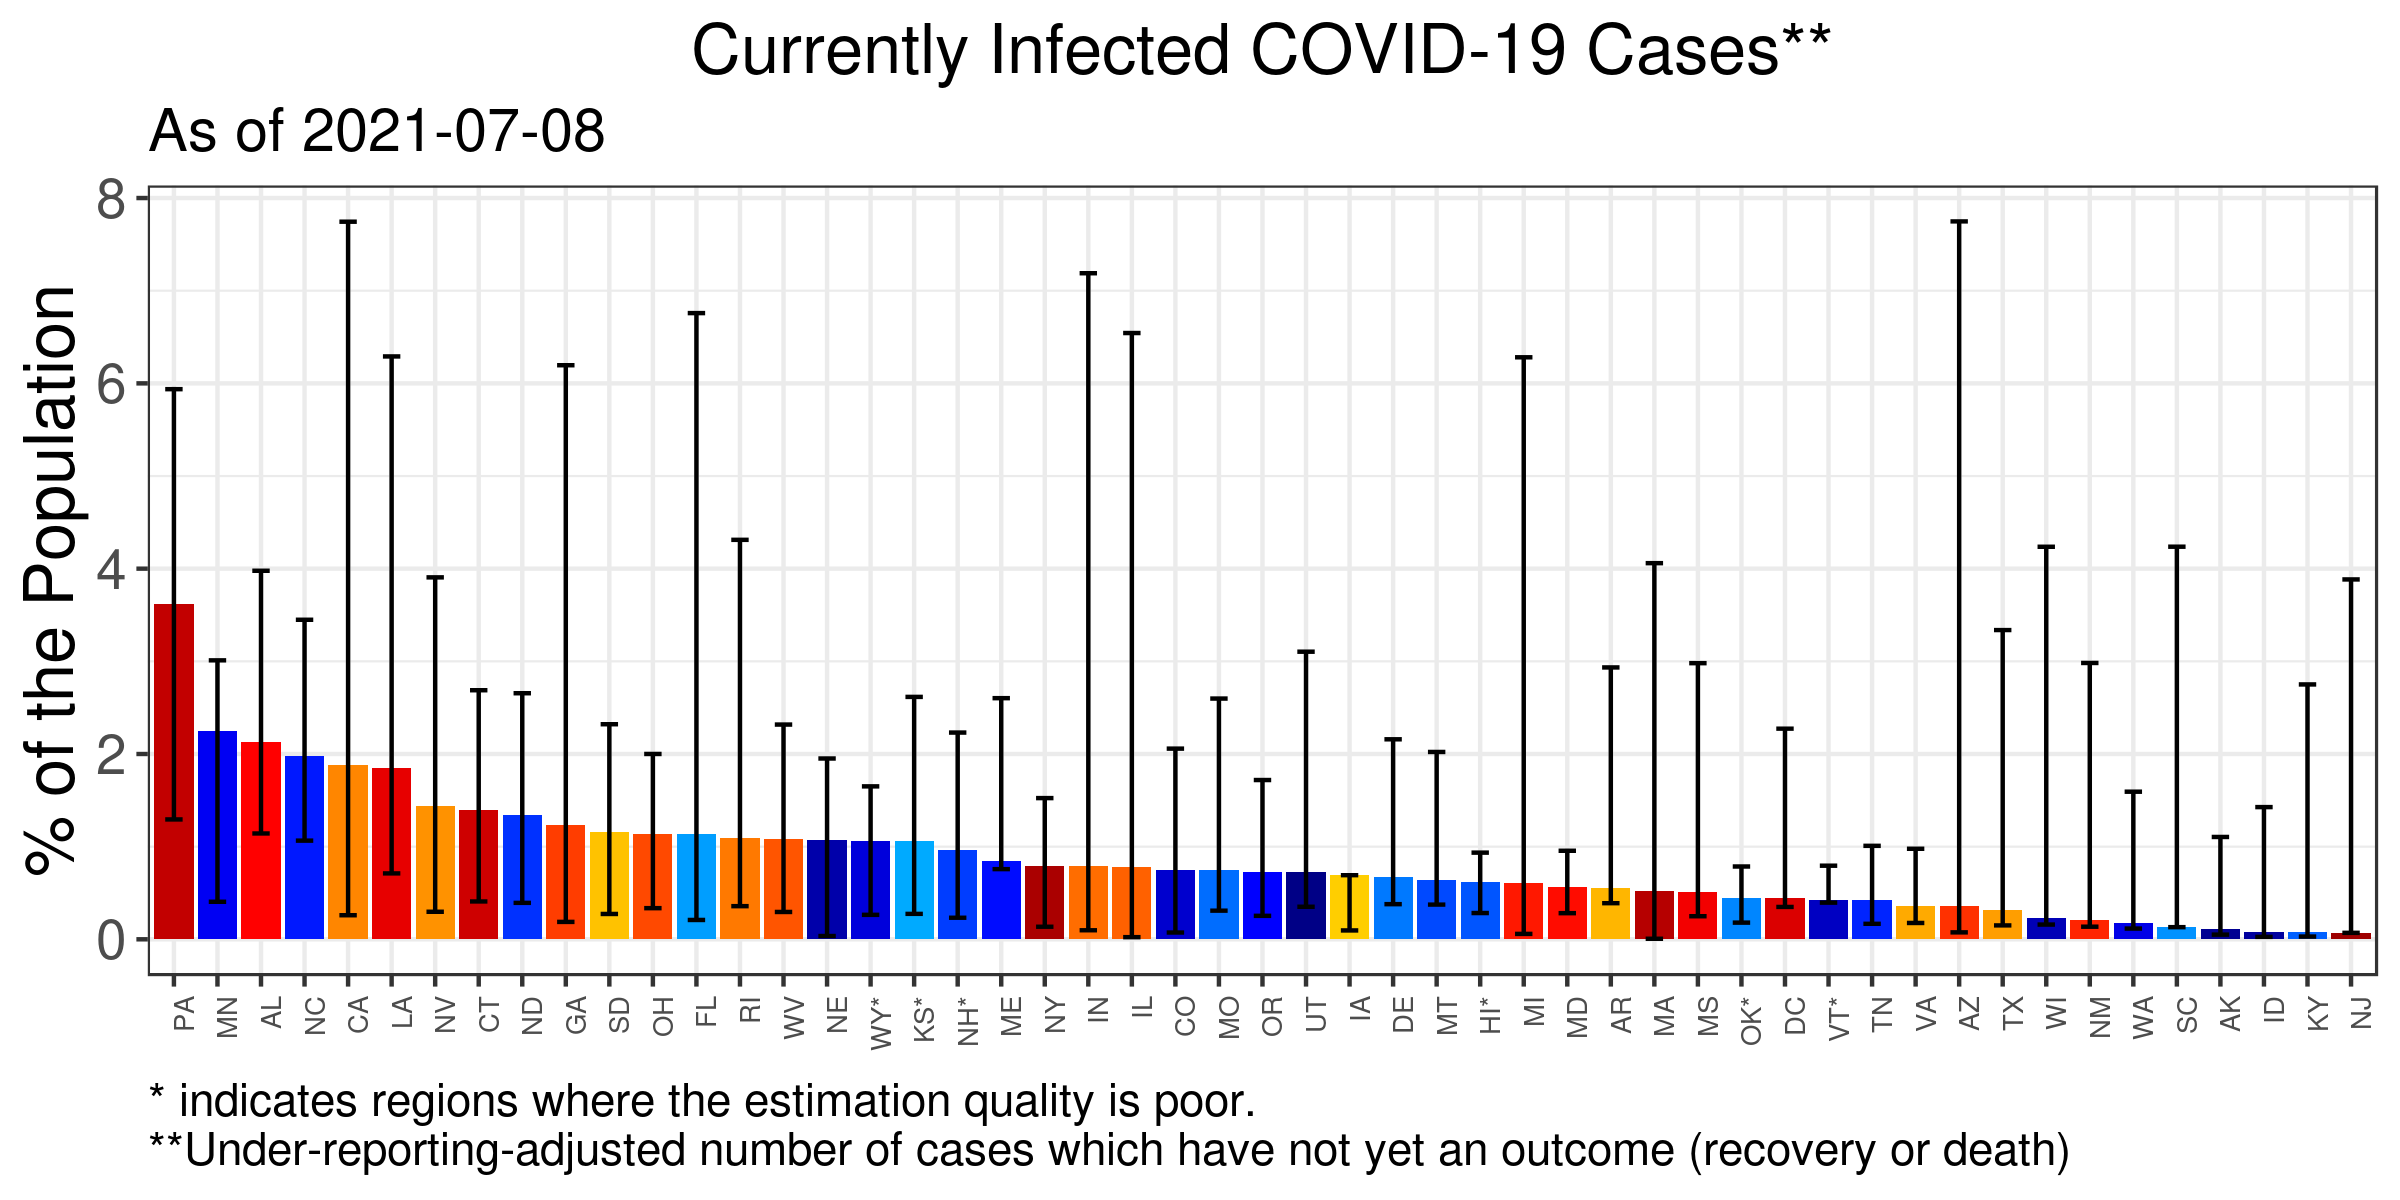 Currently Infected COVID-19 Cases**
As of 2021-07-08
% of the Population
8
6
4
2
0
PA MN AL NC CA LA NV CT ND GA SD OH FL RI WV NE WY* KS* NH* ME NY IN IL CO MO OR UT IA DE MT HI* MI MD AR MA MS OK* DC VT* TN VA AZ TX WI NM WA SC AK ID KY NJ
* indicates regions where the estimation quality is poor.
**Under-reporting-adjusted number of cases which have not yet an outcome (recovery or death)